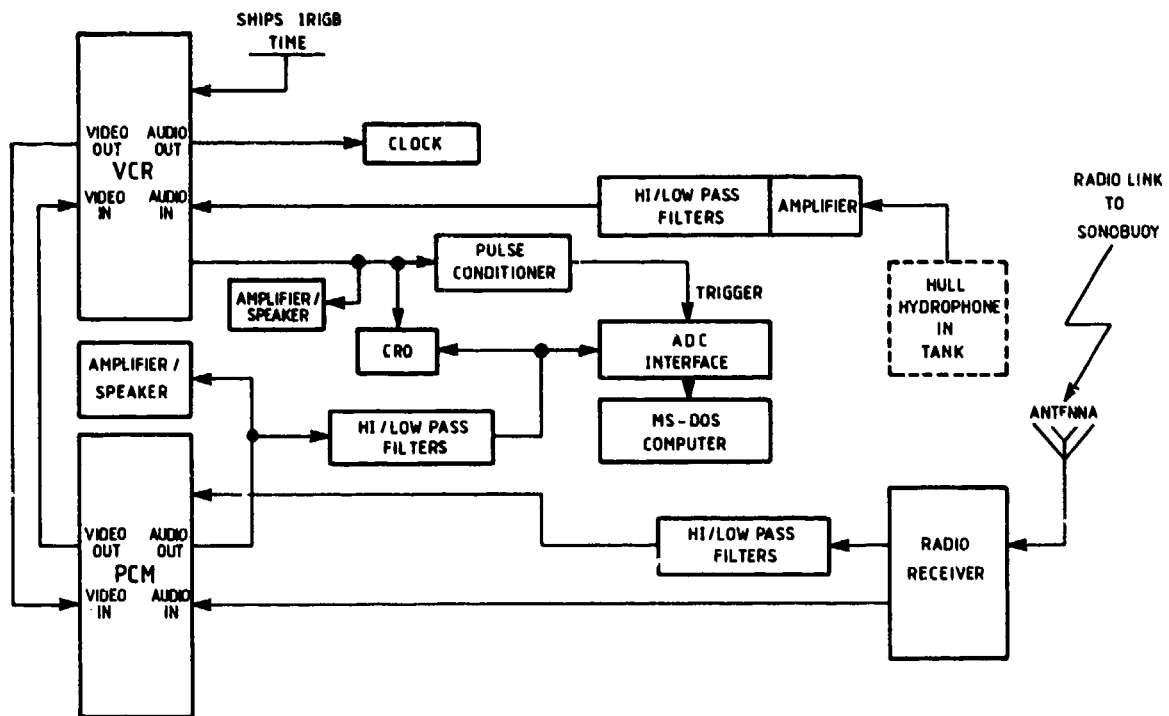 SHIPS IRIGB
TIME
VIDEO
OUT
AUDIO
OUT
VCR
VIDEO
IN
AUDIO
IN
CLOCK
HI/LOW PASS
FILTERS
AMPLIFIER
RADIO LINK
TO
SONOBUOY
PULSE
CONDITIONER
AMPLIFIER/
SPEAKER
TRIGGER
HULL
HYDROPHONE
IN
TANK
CRO
ADC
INTERFACE
AMPLIFIER/
SPEAKER
HI/LOW PASS
FILTERS
MS-DOS
COMPUTER
ANTENNA
VIDEO
OUT
AUDIO
OUT
PCM
VIDEO
IN
AUDIO
IN
HI/LOW PASS
FILTERS
RADIO
RECEIVER